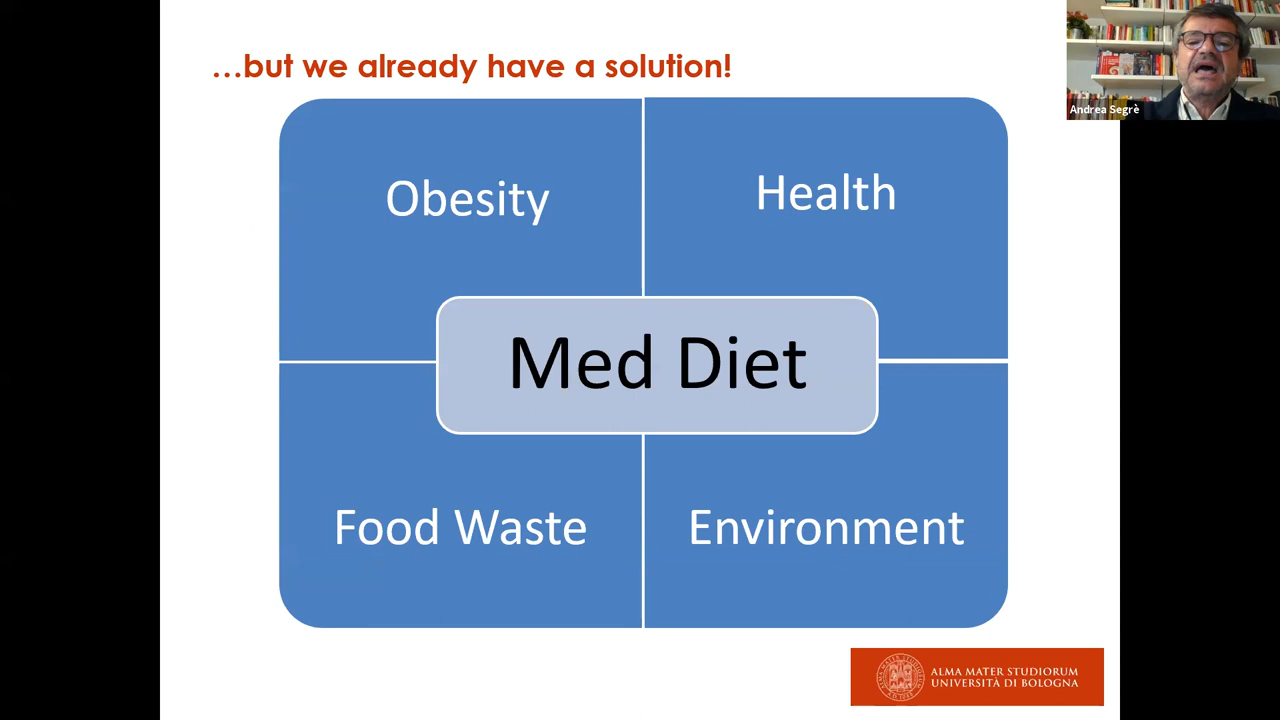 …but we already have a solution!
Andrea Segrè
Obesity
Health
Med Diet
Food Waste
Environment
ALMA MATER STUDIORUM
UNIVERSITÀ DI BOLOGNA